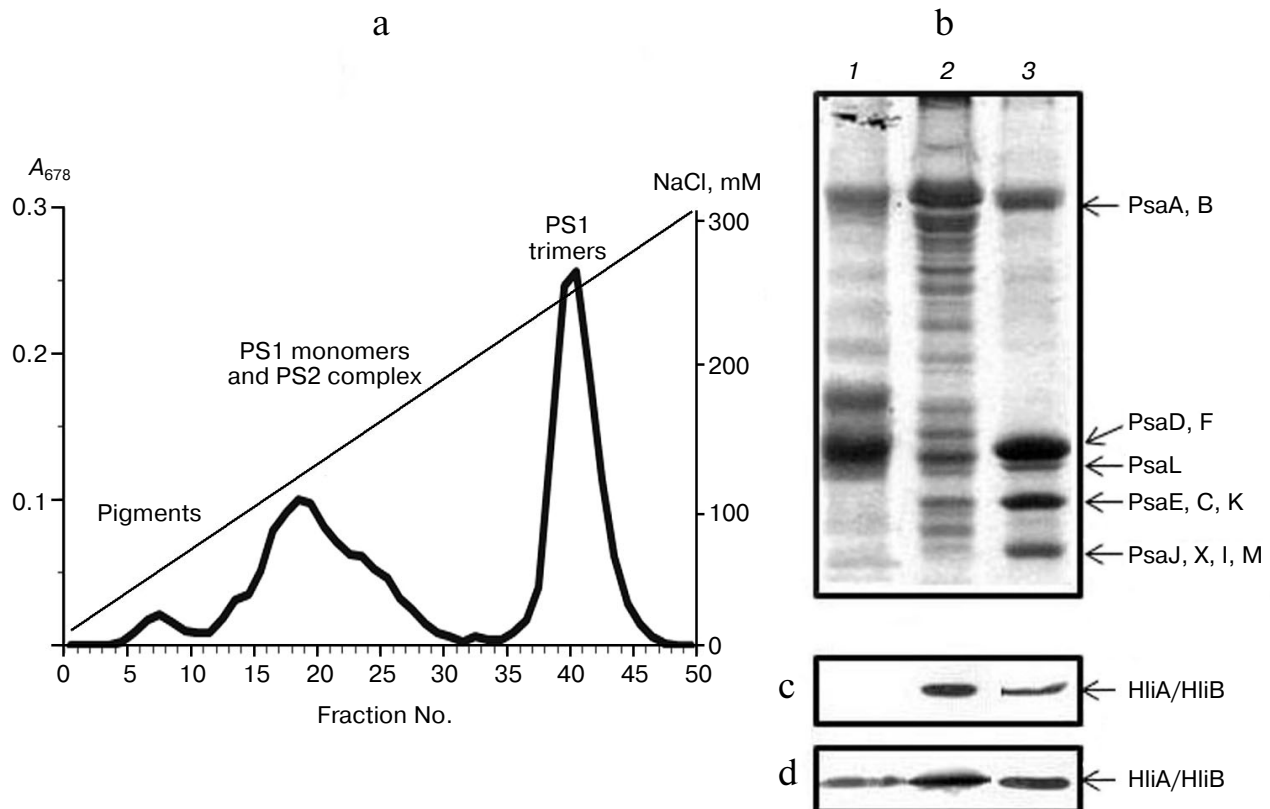 a
A678
NaCl, mM
0.3
0.2
0.1
0
300
200
100
0
PS1
trimers
PS1 monomers
and PS2 complex
Pigments
0 5 10 15 20 25 30 35 40 45 50
Fraction No.
b
1 2 3
PsaA, B
PsaD, F
PsaL
PsaE, C, K
PsaJ, X, I, M
c
HliA/HliB
d
HliA/HliB